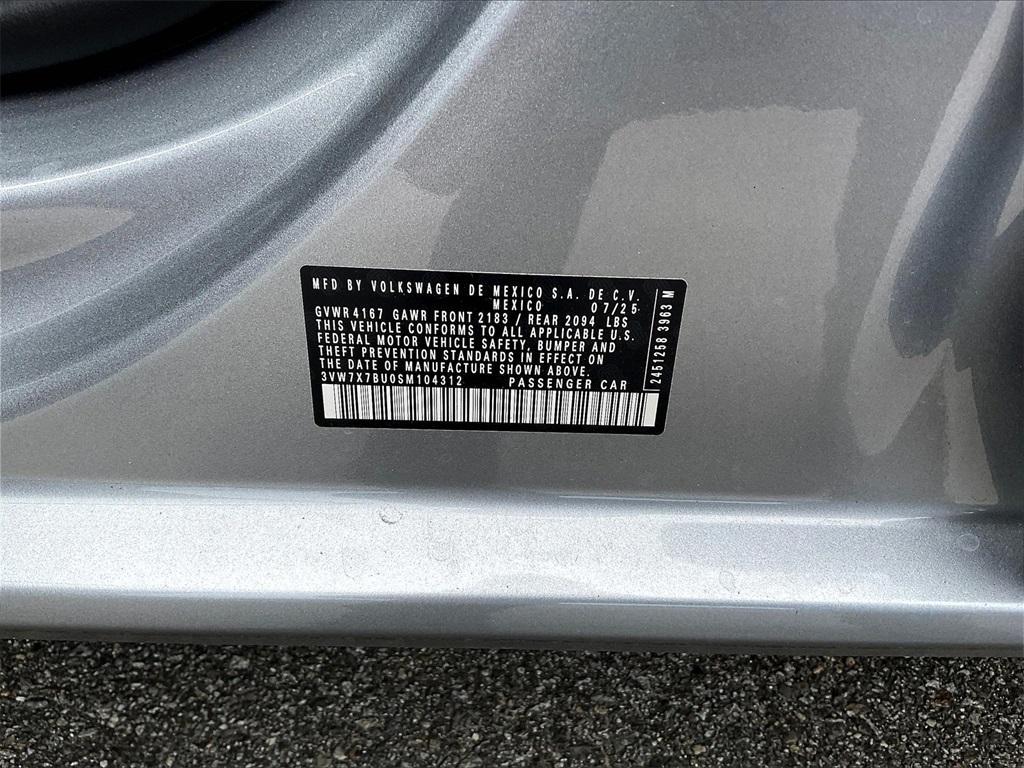 MFD BY VOLKSWAGEN DE MEXICO S.A. DE C.V.
MEXICO 07/25
GVWR 4167 GAWR FRONT 2183 / REAR 2094 LBS
THIS VEHICLE CONFORMS TO ALL APPLICABLE U.S.
FEDERAL MOTOR VEHICLE SAFETY, BUMPER AND
THEFT PREVENTION STANDARDS IN EFFECT ON
THE DATE OF MANUFACTURE SHOWN ABOVE.
3VW7X7BU0SM104312 PASSENGER CAR
2451258 3963 M